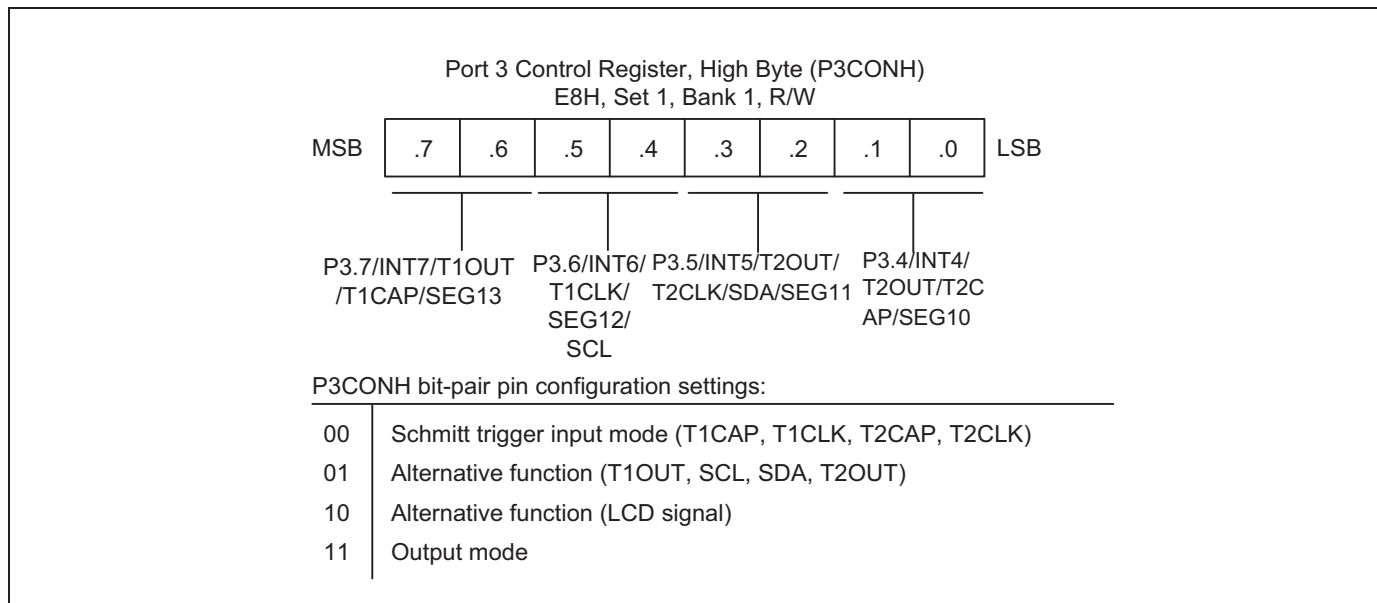 Port 3 Control Register, High Byte (P3CONH)
E8H, Set 1, Bank 1, R/W
MSB .7 .6 .5 .4 .3 .2 .1 .0 LSB
P3.7/INT7/T1OUT
/T1CAP/SEG13
P3.6/INT6/
T1CLK/
SEG12/
SCL
P3.5/INT5/T2OUT/
T2CLK/SDA/SEG11
P3.4/INT4/
T2OUT/T2C
AP/SEG10
P3CONH bit-pair pin configuration settings:
00 Schmitt trigger input mode (T1CAP, T1CLK, T2CAP, T2CLK)
01 Alternative function (T1OUT, SCL, SDA, T2OUT)
10 Alternative function (LCD signal)
11 Output mode